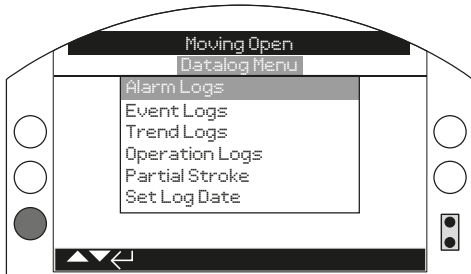 Moving Open
Datalog Menu
Alarm Logs
Event Logs
Trend Logs
Operation Logs
Partial Stroke
Set Log Date